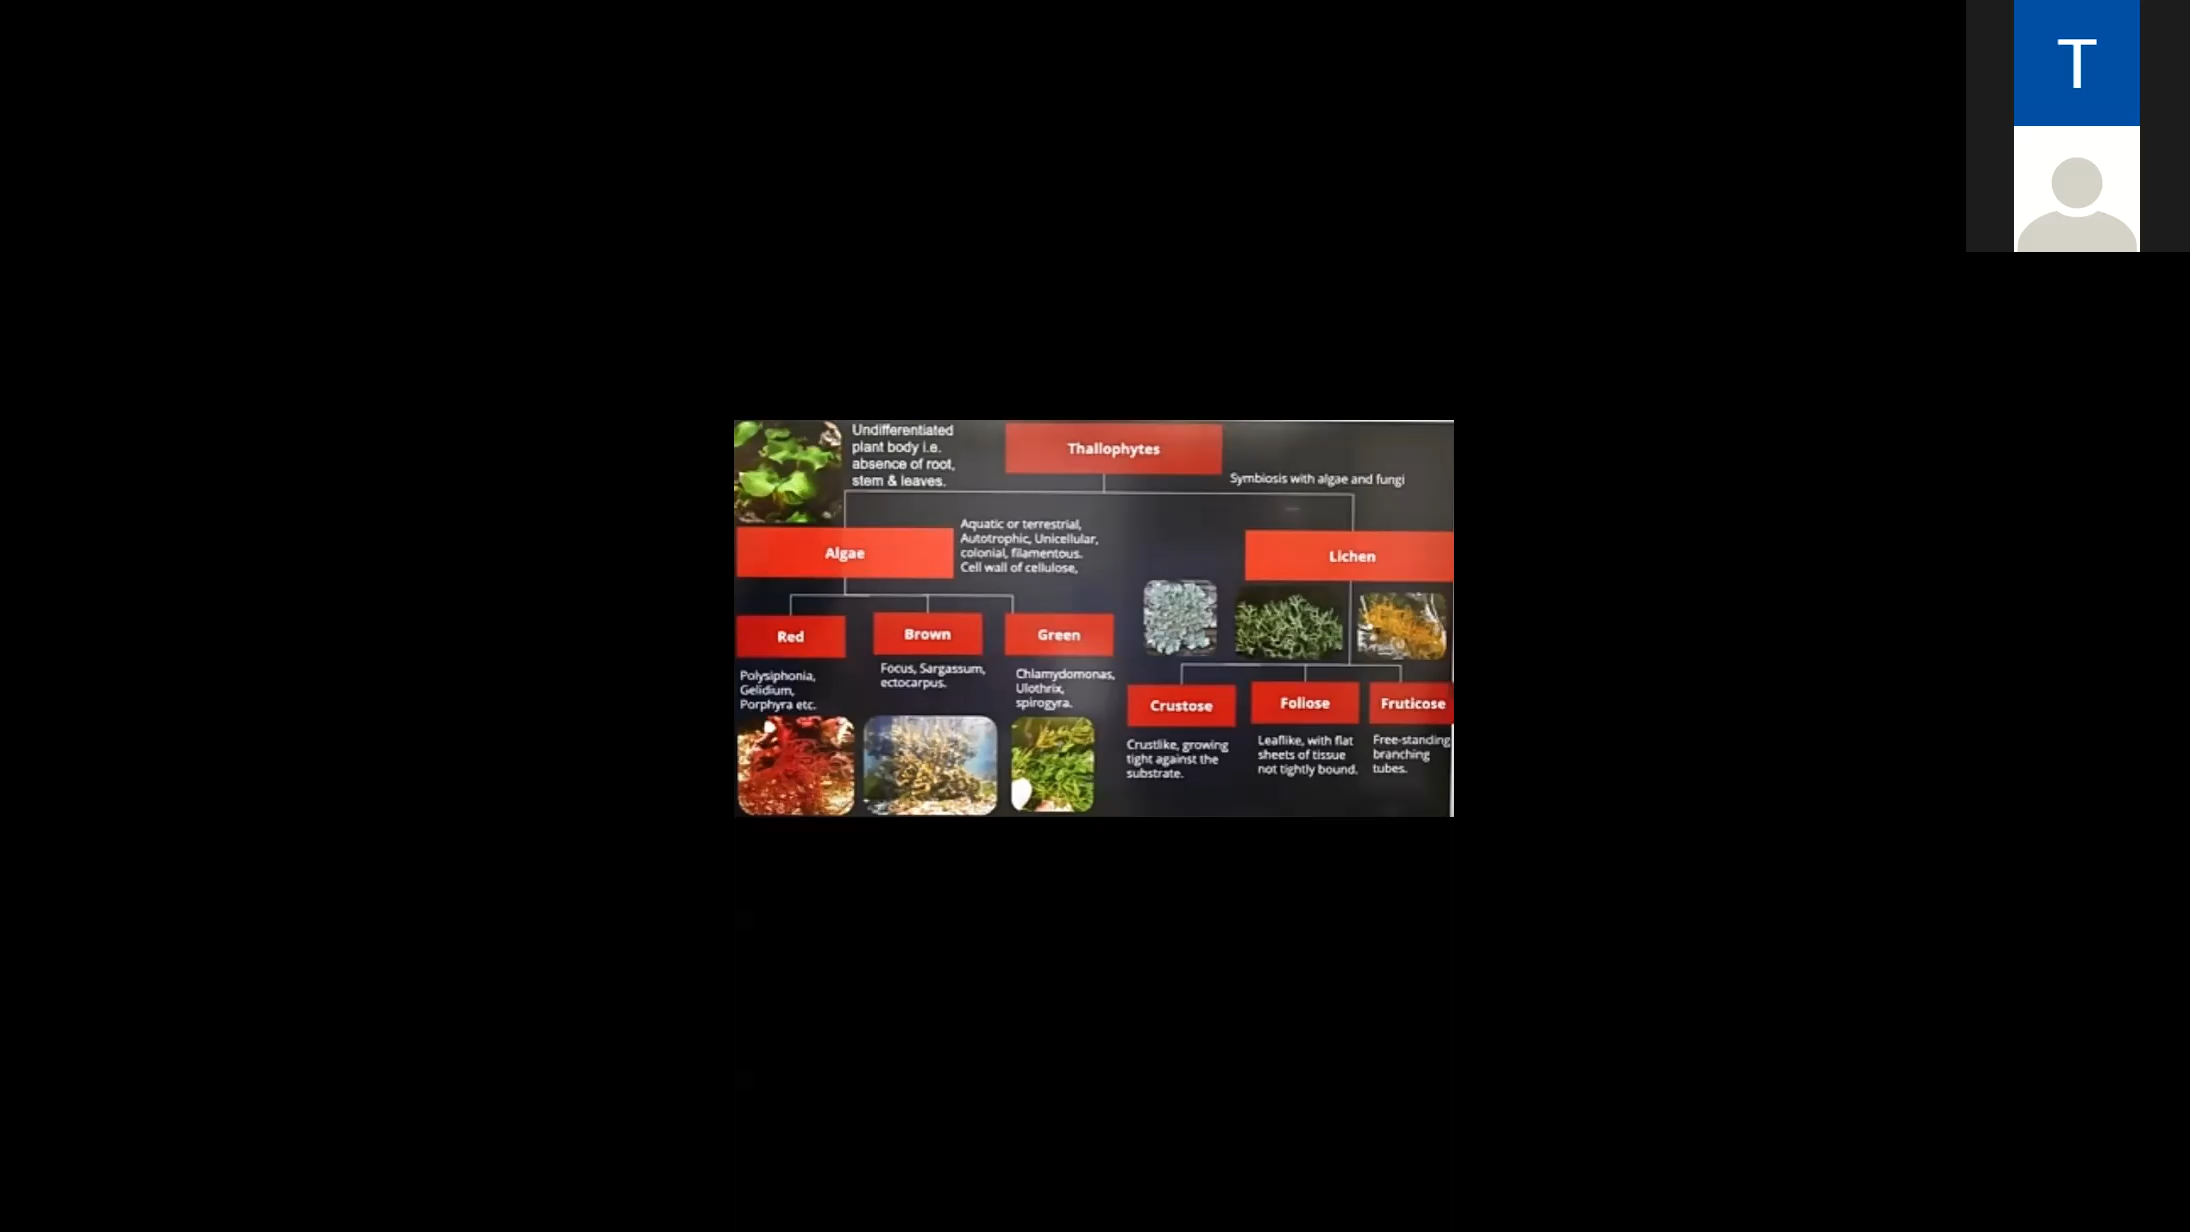 T
Undifferentiated
plant body i.e.
absence of root,
stem & leaves.
Thallophytes
Symbiosis with algae and fungi
Algae
Aquatic or terrestrial,
Autotrophic, Unicellular,
colonial, filamentous.
Cell wall of cellulose,
Lichen
Red
Brown
Green
Polysiphonia,
Gelidium,
Porphyra etc.
Focus, Sargassum,
ectocarpus.
Chlamydomonas,
Ulothrix,
spirogyra.
Crustose
Foliose
Fruticose
Crustlike, growing
tight against the
substrate.
Leaflike, with flat
sheets of tissue
not tightly bound.
Free-standing
branching
tubes.